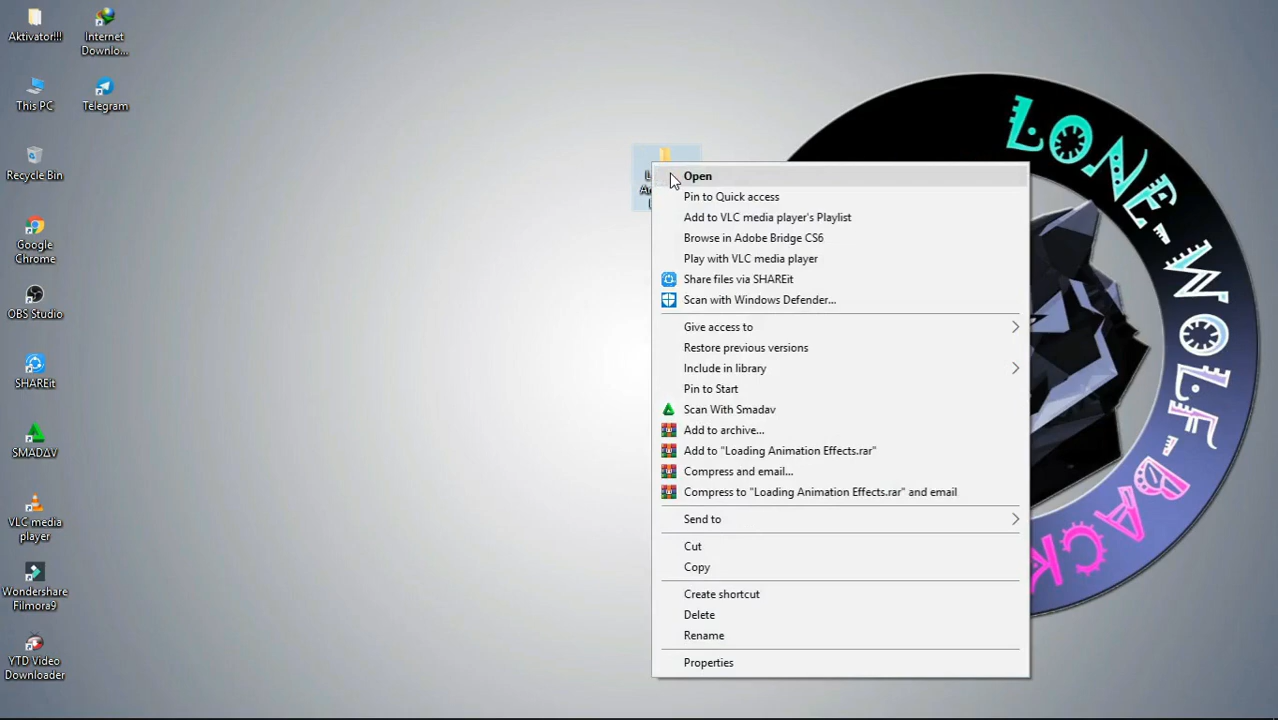 Aktivator!!!
Internet
Downlo...
This PC
Telegram
Recycle Bin
Google
Chrome
OBS Studio
SHAREit
SMADΔV
VLC media
player
Wondershare
Filmora9
YTD Video
Downloader
Open
Pin to Quick access
Add to VLC media player's Playlist
Browse in Adobe Bridge CS6
Play with VLC media player
Share files via SHAREit
Scan with Windows Defender...
Give access to
Restore previous versions
Include in library
Pin to Start
Scan With Smadav
Add to archive...
Add to "Loading Animation Effects.rar"
Compress and email...
Compress to "Loading Animation Effects.rar" and email
Send to
Cut
Copy
Create shortcut
Delete
Rename
Properties
LONE-WOLF-BACK